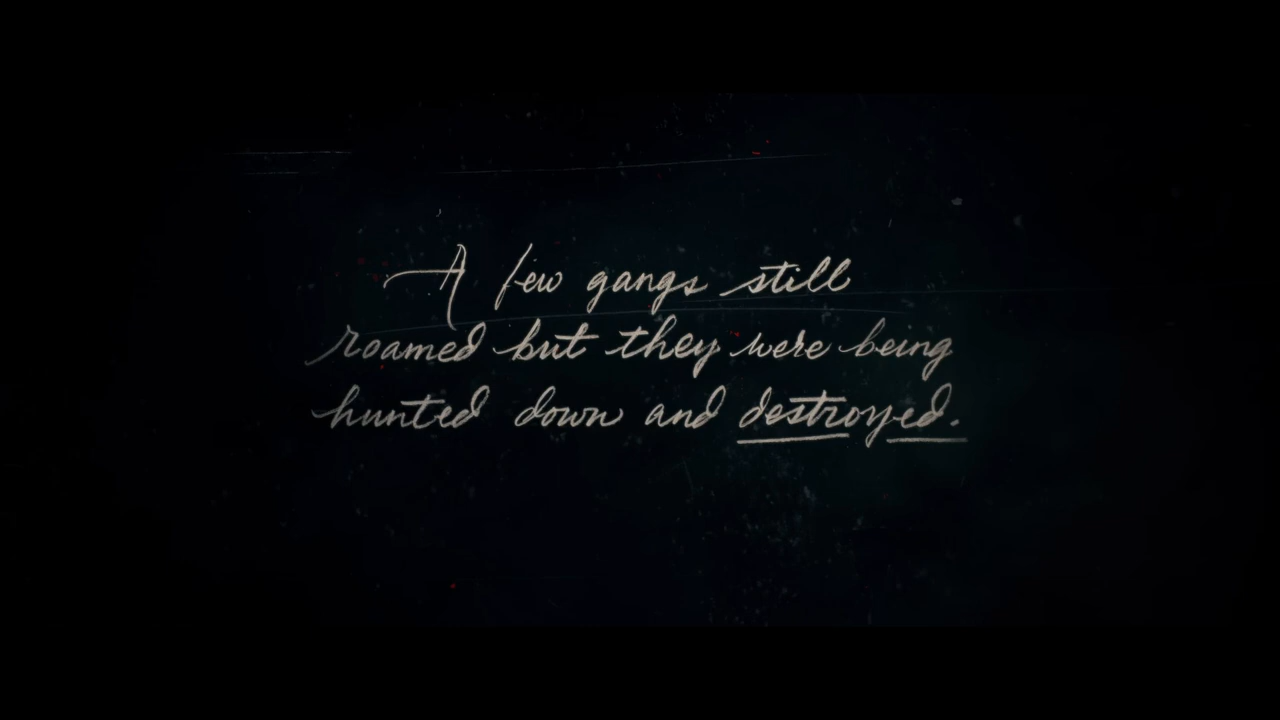 A few gangs still
roamed but they were being
hunted down and destroyed.